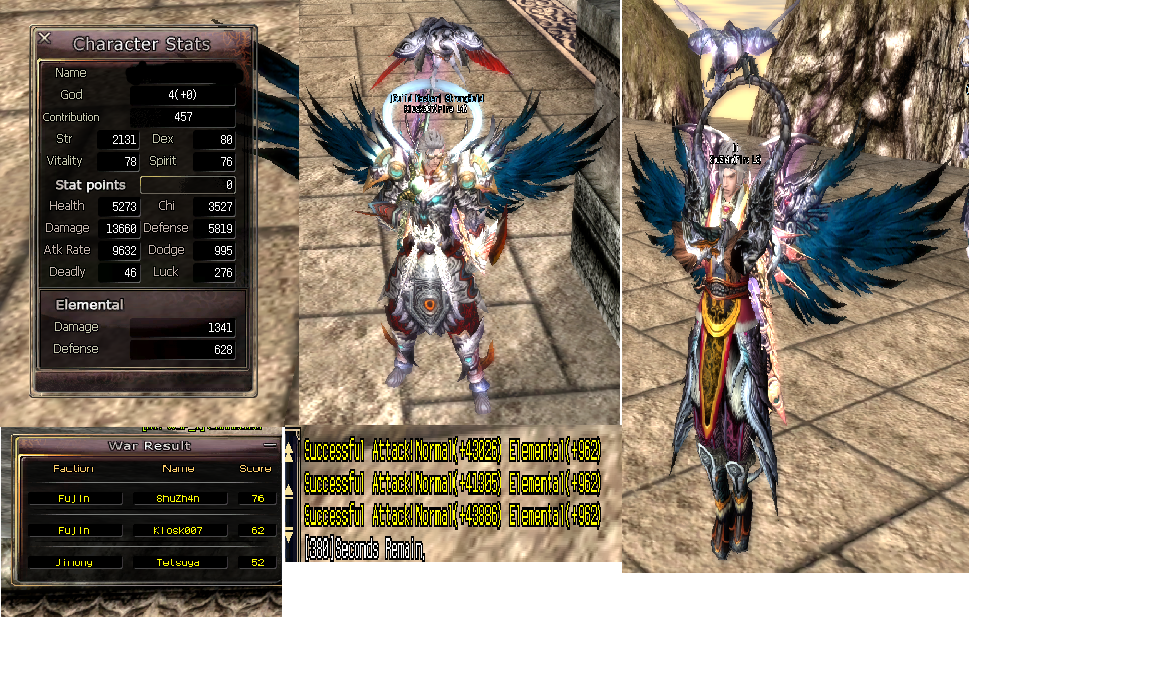 Character Stats
Name
God 4(+0)
Contribution 457
Str 2131 Dex 80
Vitality 78 Spirit 76
Stat points 0
Health 5273 Chi 3527
Damage 13660 Defense 5819
Atk Rate 9632 Dodge 995
Deadly 46 Luck 276
Elemental
Damage 1341
Defense 628
War Result
Faction Name Score
Fujin ShuZh4n 76
Fujin Kiosk007 62
Jinong Tetsuya 52
Successful Attack!Normal(+43026) Elemental(+962)
Successful Attack!Normal(+41305) Elemental(+962)
Successful Attack!Normal(+43886) Elemental(+962)
[380]Seconds Remain.